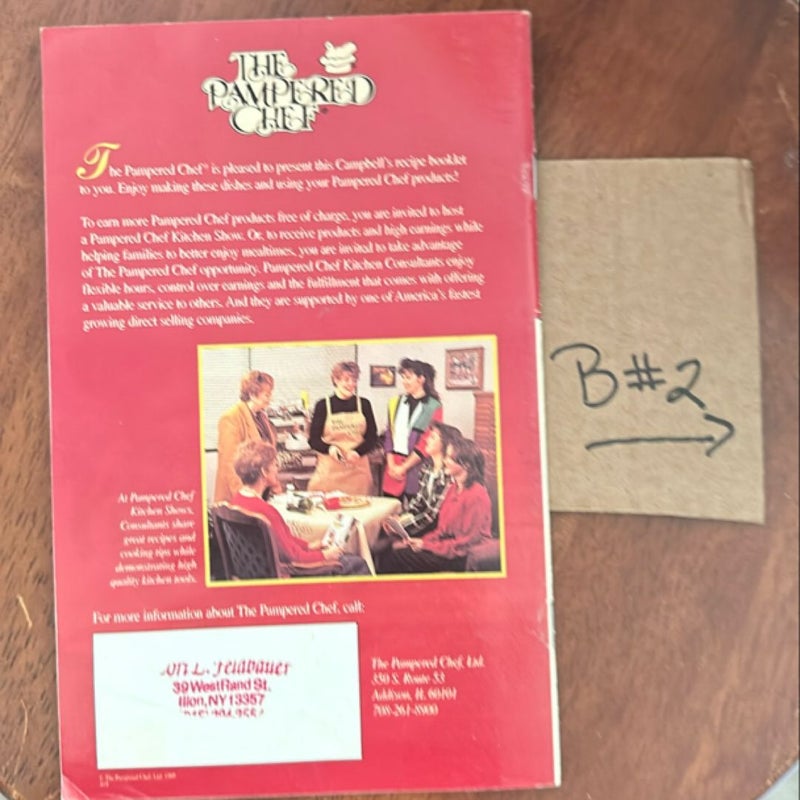 THE
PAMPERED
CHEF®
The Pampered Chef® is pleased to present this Campbell's recipe booklet
to you. Enjoy making these dishes and using your Pampered Chef products!
To earn more Pampered Chef products free of charge, you are invited to host
a Pampered Chef Kitchen Show. Or, to receive products and high earnings while
helping families to better enjoy mealtimes, you are invited to take advantage
of The Pampered Chef opportunity. Pampered Chef Kitchen Consultants enjoy
flexible hours, control over earnings and the fulfillment that comes with offering
a valuable service to others. And they are supported by one of America's fastest
growing direct selling companies.
At Pampered Chef
Kitchen Shows,
Consultants share
great recipes and
cooking tips while
demonstrating high
quality kitchen tools.
For more information about The Pampered Chef, call:
L. Feldbauer
39 West Rand St.
Ilion, NY 13357
The Pampered Chef, Ltd.
350 S. Route 53
Addison, IL 60101
708-261-8900
B#2